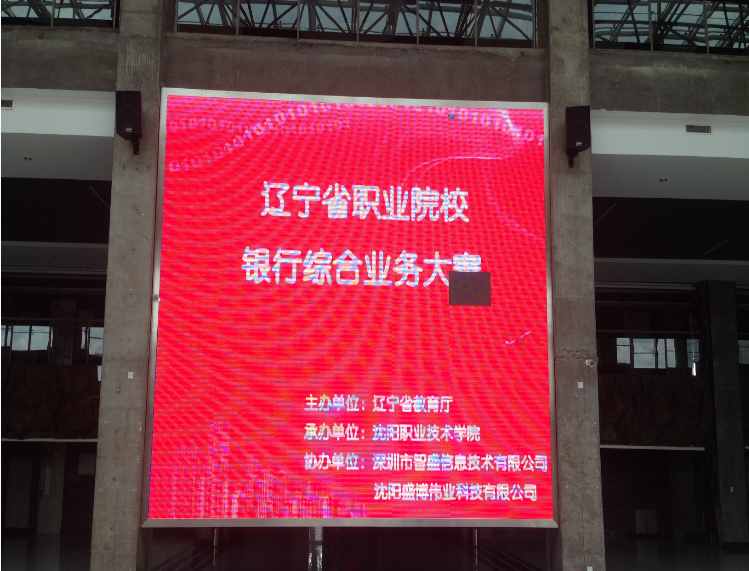 01010101010101010101010100
010101010101010101
辽宁省职业院校
银行综合业务大赛
主办单位：辽宁省教育厅
承办单位：沈阳职业技术学院
协办单位：深圳市智盛信息技术有限公司
沈阳盛博伟业科技有限公司